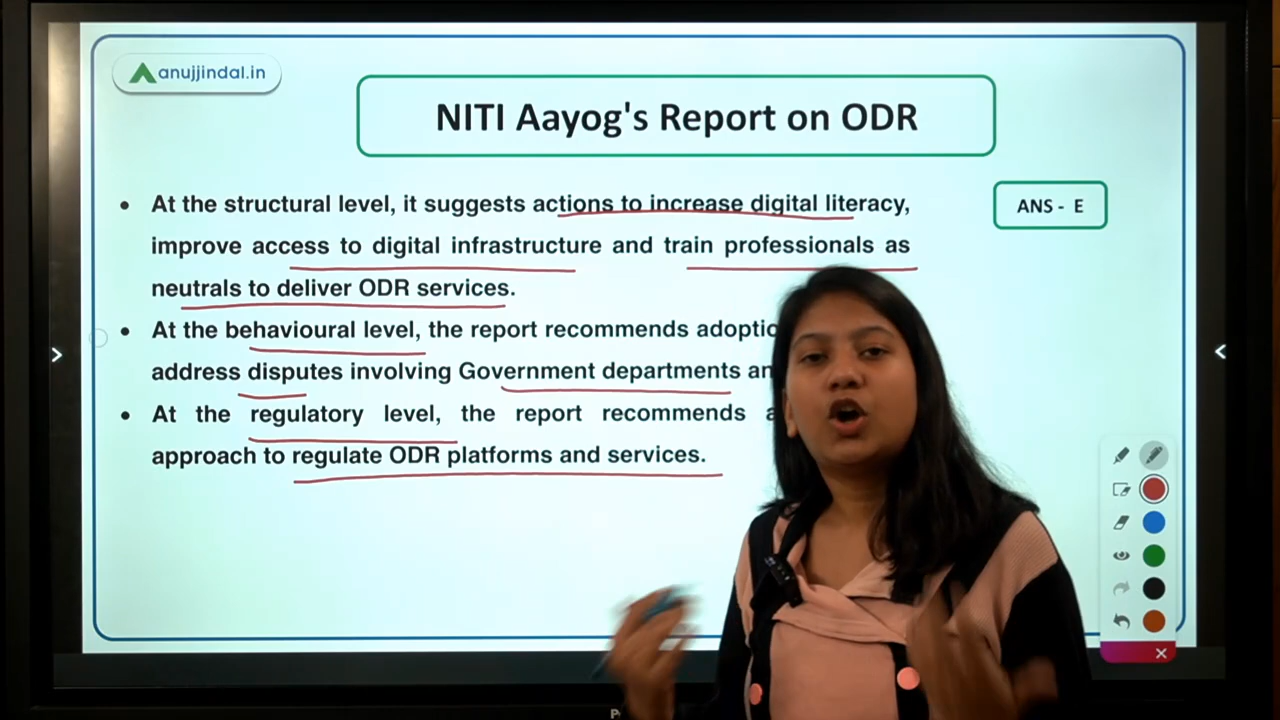 anujjindal.in
NITI Aayog's Report on ODR
At the structural level, it suggests actions to increase digital literacy,
improve access to digital infrastructure and train professionals as
neutrals to deliver ODR services.
At the behavioural level, the report recommends
address disputes involving Government departments
At the regulatory level, the report recommends
approach to regulate ODR platforms and services.
ANS - E